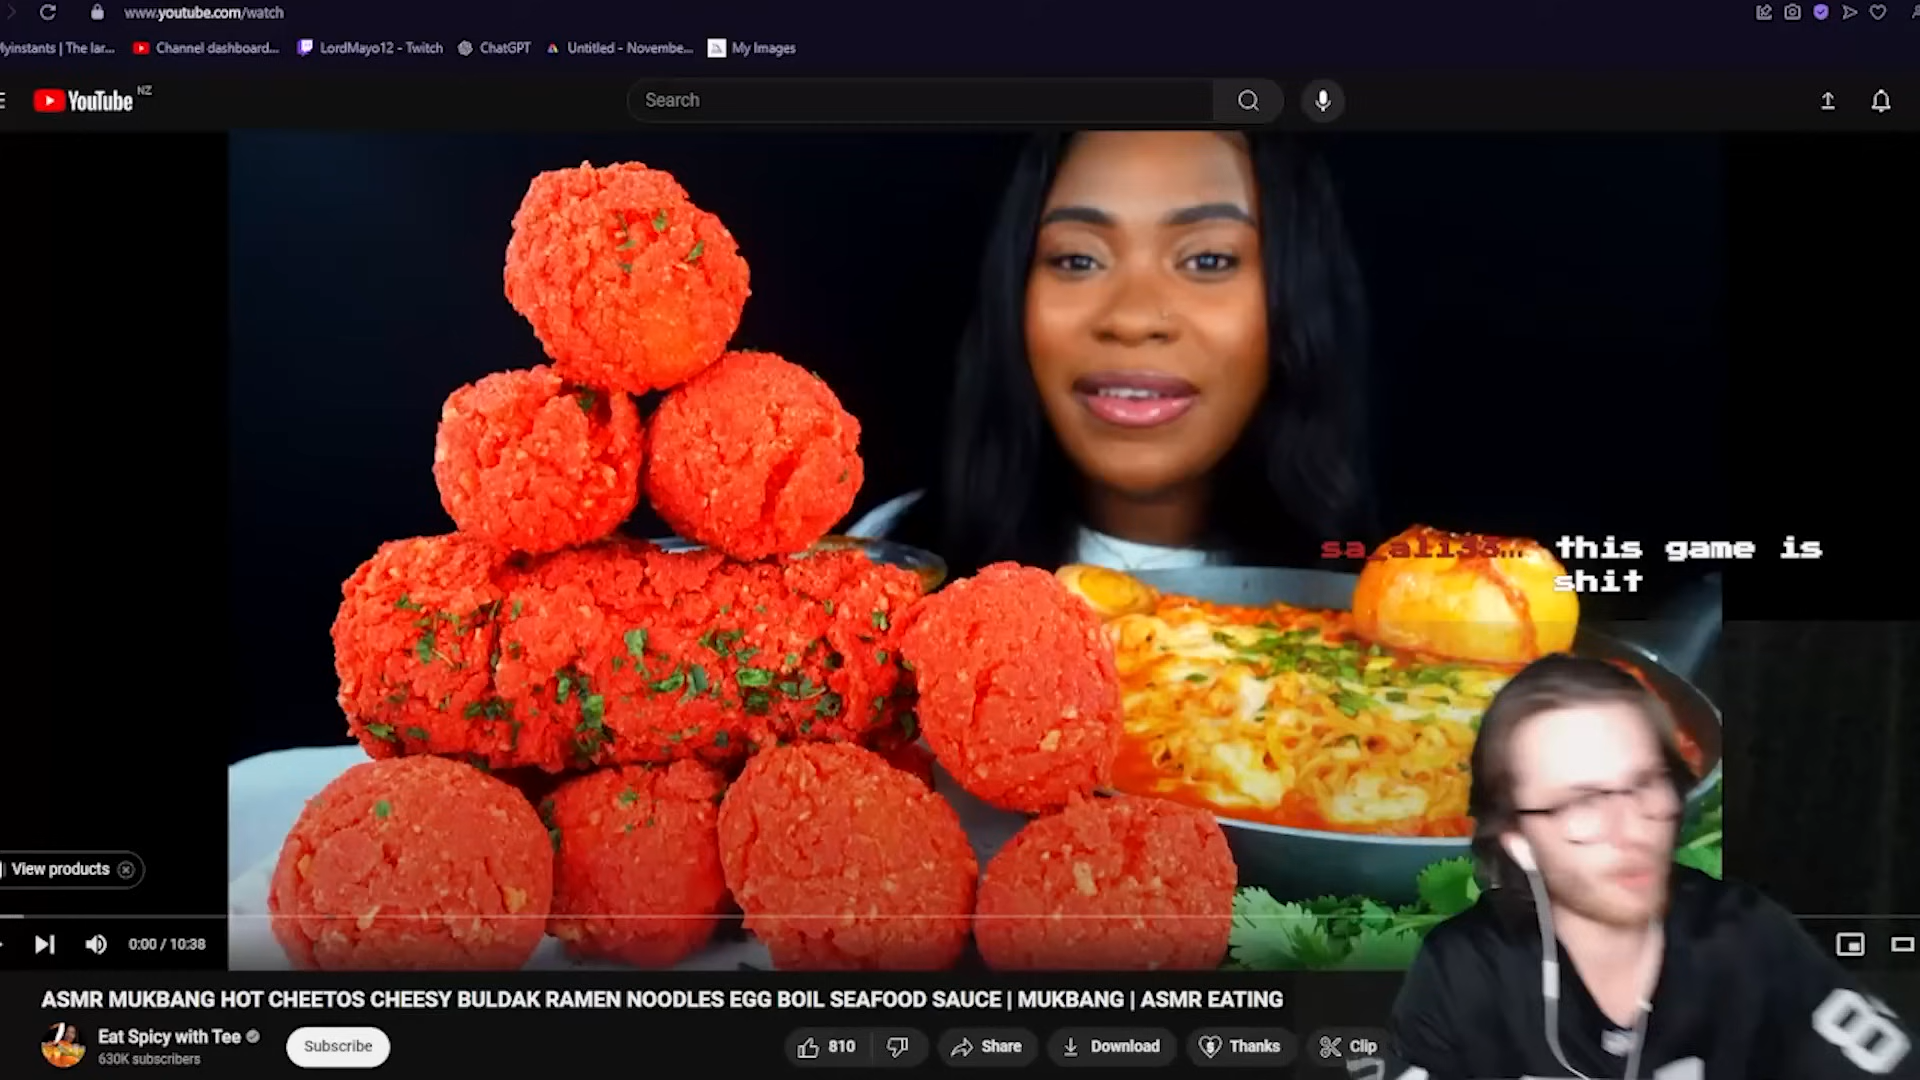 www.youtube.com/watch
Myinstants | The lar... Channel dashboard... LordMayo12 - Twitch ChatGPT Untitled - Novembe... My Images
YouTube NZ
Search
this game is
shit
View products
0:00 / 10:38
ASMR MUKBANG HOT CHEETOS CHEESY BULDAK RAMEN NOODLES EGG BOIL SEAFOOD SAUCE | MUKBANG | ASMR EATING
Eat Spicy with Tee
630K subscribers
Subscribe
810 Share Download Thanks Clip